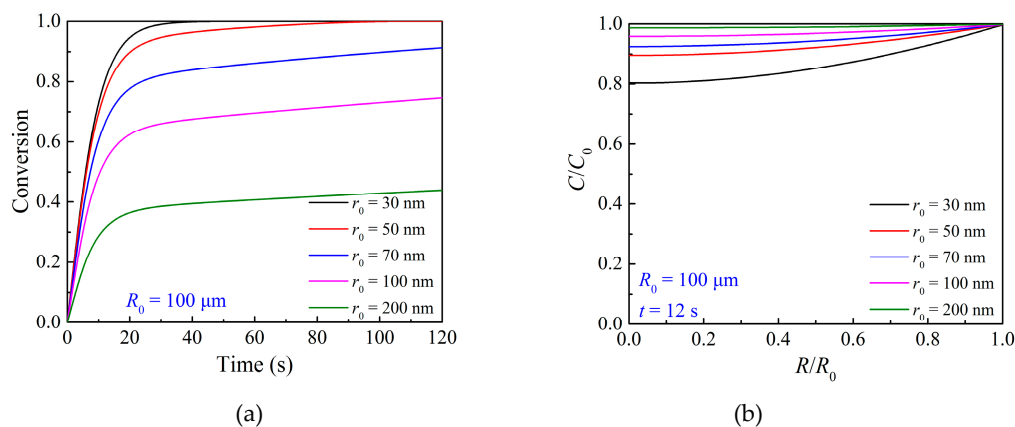 1.0
0.8
0.6
0.4
0.2
0.0
Conversion
0 20 40 60 80 100 120
Time (s)
r0 = 30 nm
r0 = 50 nm
r0 = 70 nm
r0 = 100 nm
r0 = 200 nm
R0 = 100 μm
(a)
1.0
0.8
0.6
0.4
0.2
0.0
C/C0
0.0 0.2 0.4 0.6 0.8 1.0
R/R0
r0 = 30 nm
r0 = 50 nm
r0 = 70 nm
r0 = 100 nm
r0 = 200 nm
R0 = 100 μm
t = 12 s
(b)